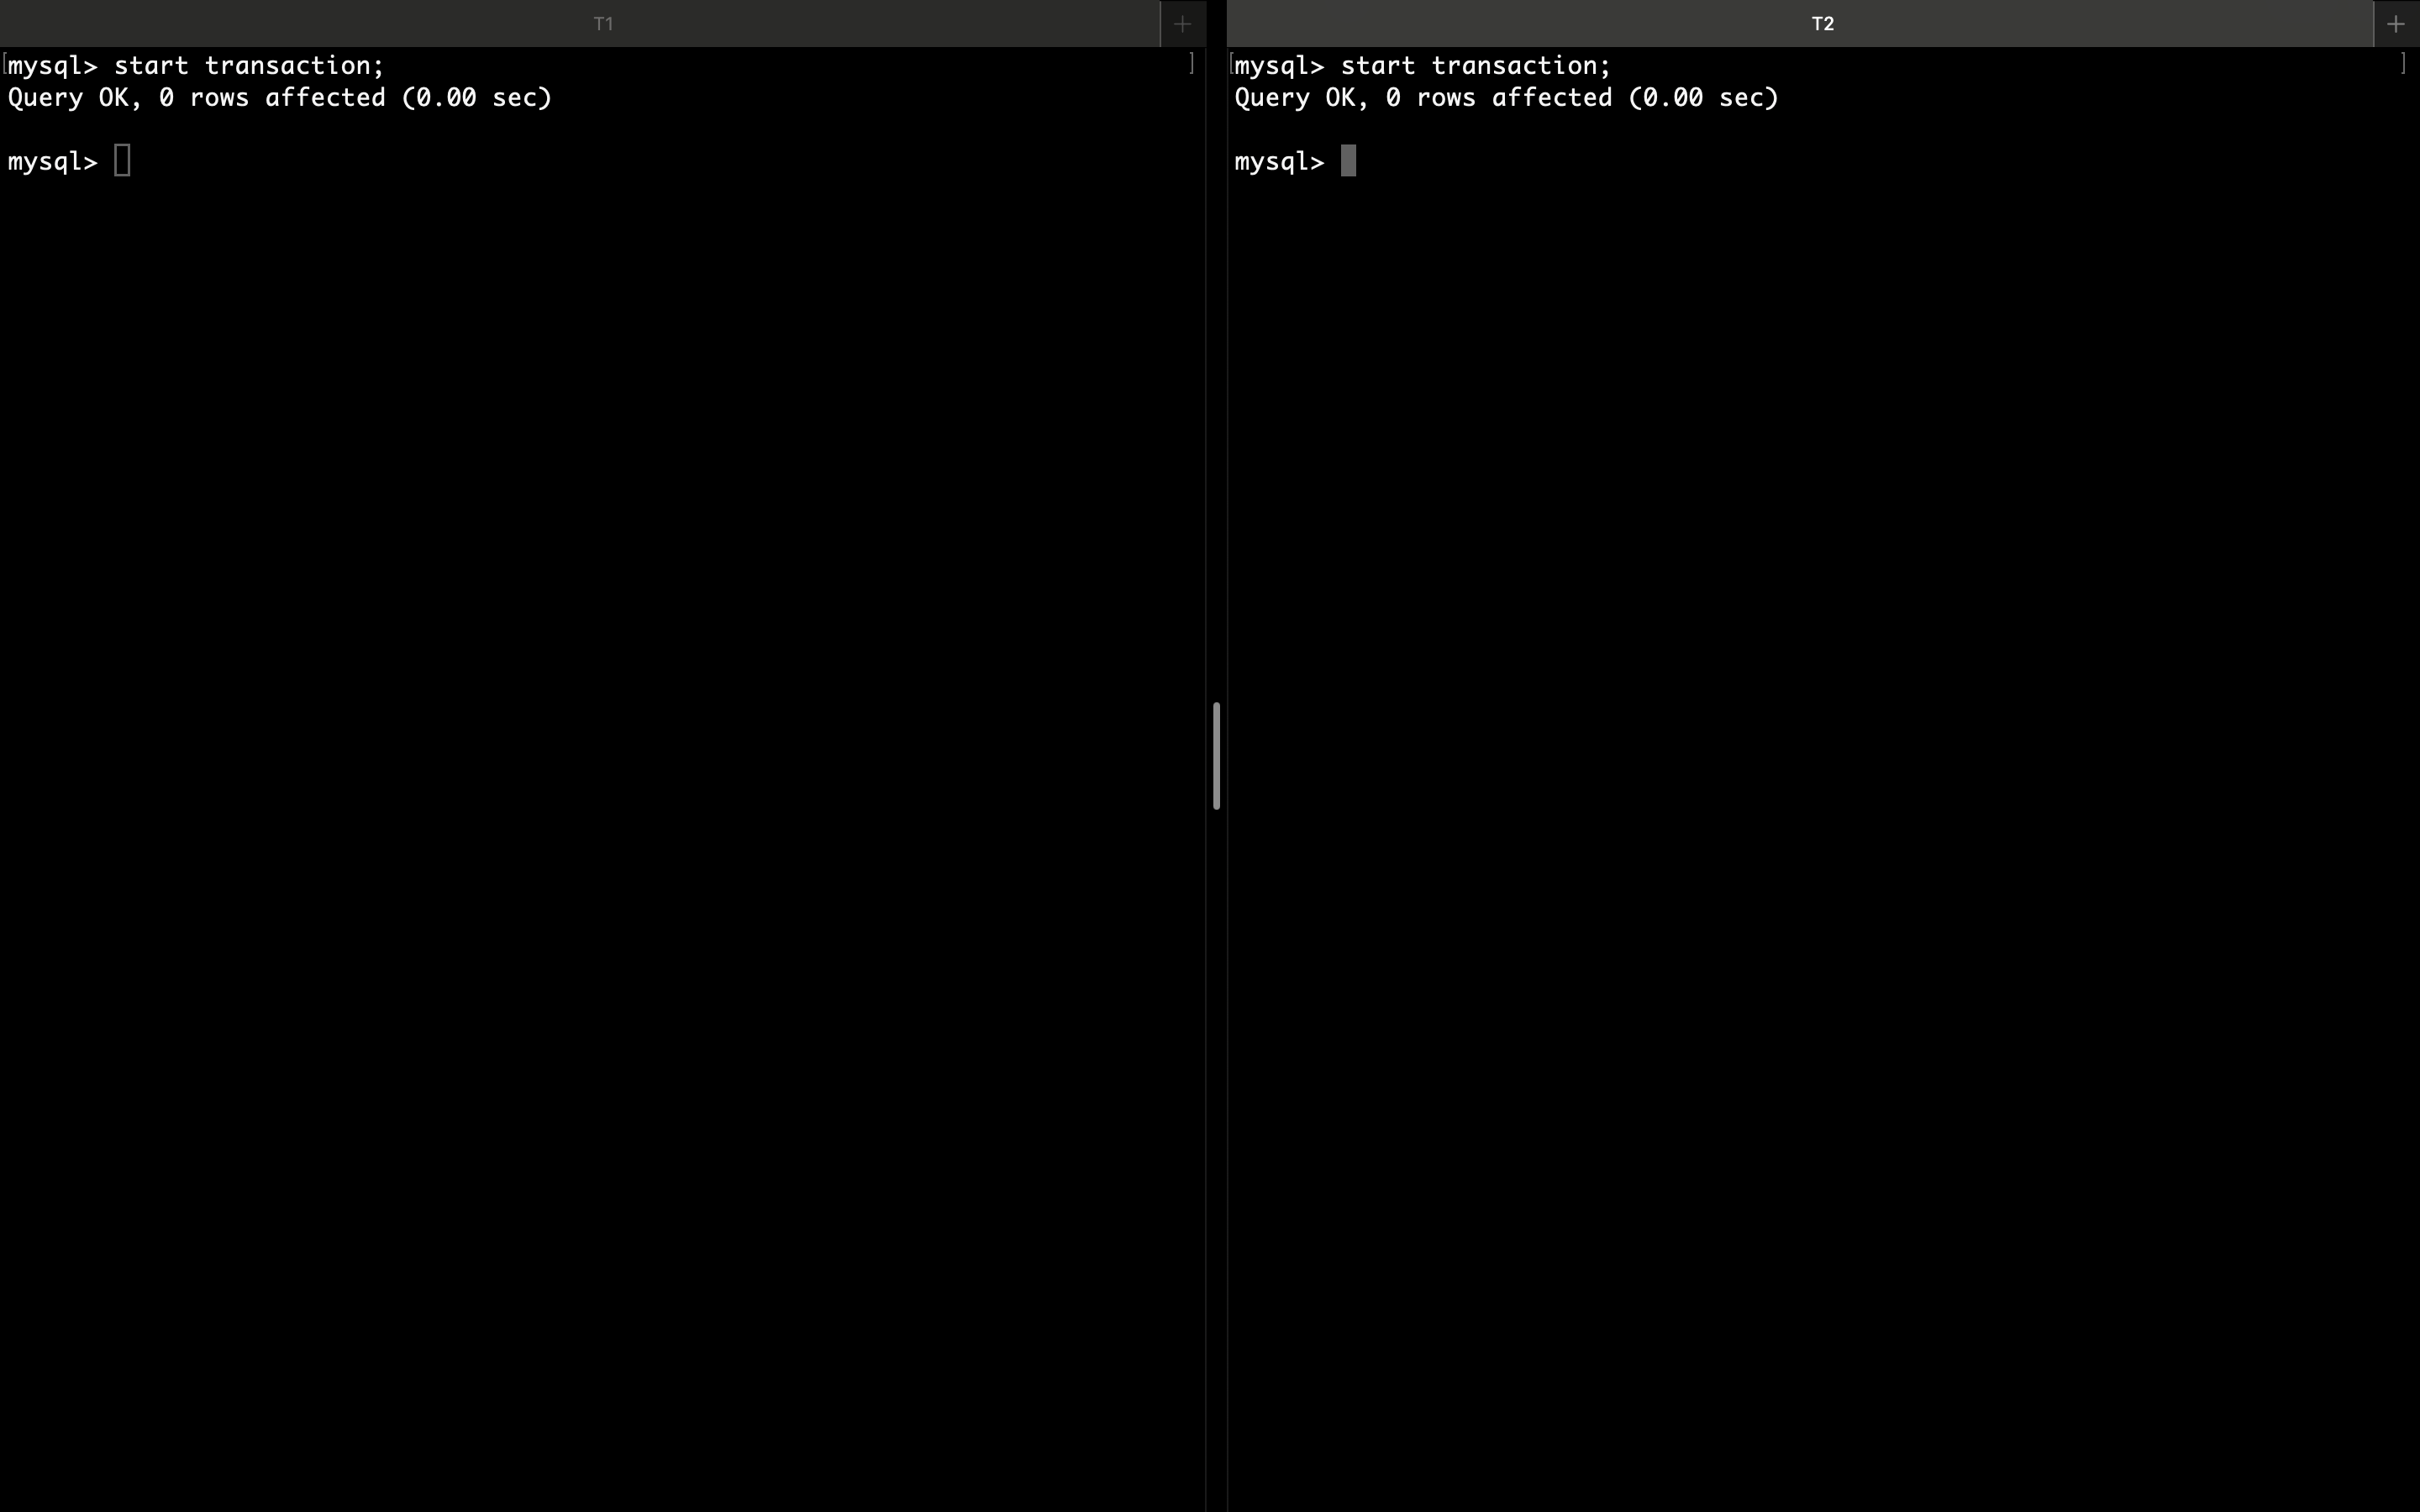 T1
mysql> start transaction;
Query OK, 0 rows affected (0.00 sec)
mysql>
T2
mysql> start transaction;
Query OK, 0 rows affected (0.00 sec)
mysql>